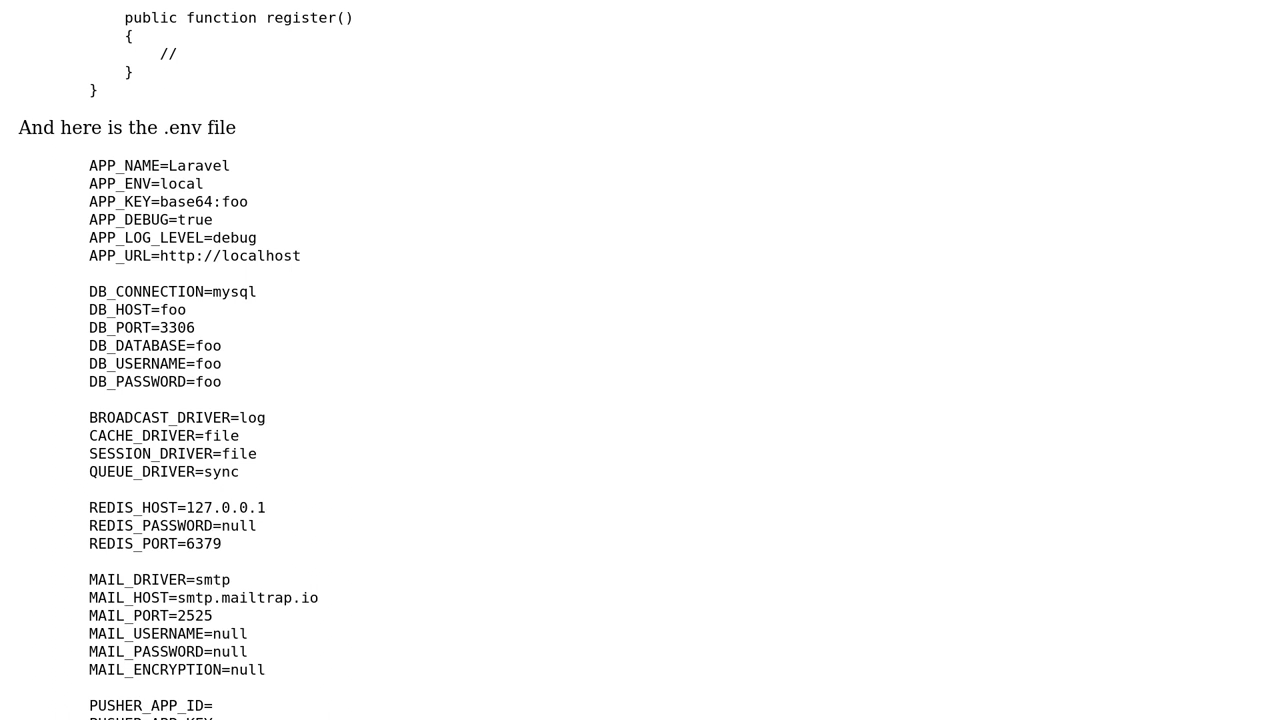 public function register()
{
//
}
}
And here is the .env file
APP_NAME=Laravel
APP_ENV=local
APP_KEY=base64:foo
APP_DEBUG=true
APP_LOG_LEVEL=debug
APP_URL=http://localhost
DB_CONNECTION=mysql
DB_HOST=foo
DB_PORT=3306
DB_DATABASE=foo
DB_USERNAME=foo
DB_PASSWORD=foo
BROADCAST_DRIVER=log
CACHE_DRIVER=file
SESSION_DRIVER=file
QUEUE_DRIVER=sync
REDIS_HOST=127.0.0.1
REDIS_PASSWORD=null
REDIS_PORT=6379
MAIL_DRIVER=smtp
MAIL_HOST=smtp.mailtrap.io
MAIL_PORT=2525
MAIL_USERNAME=null
MAIL_PASSWORD=null
MAIL_ENCRYPTION=null
PUSHER_APP_ID=